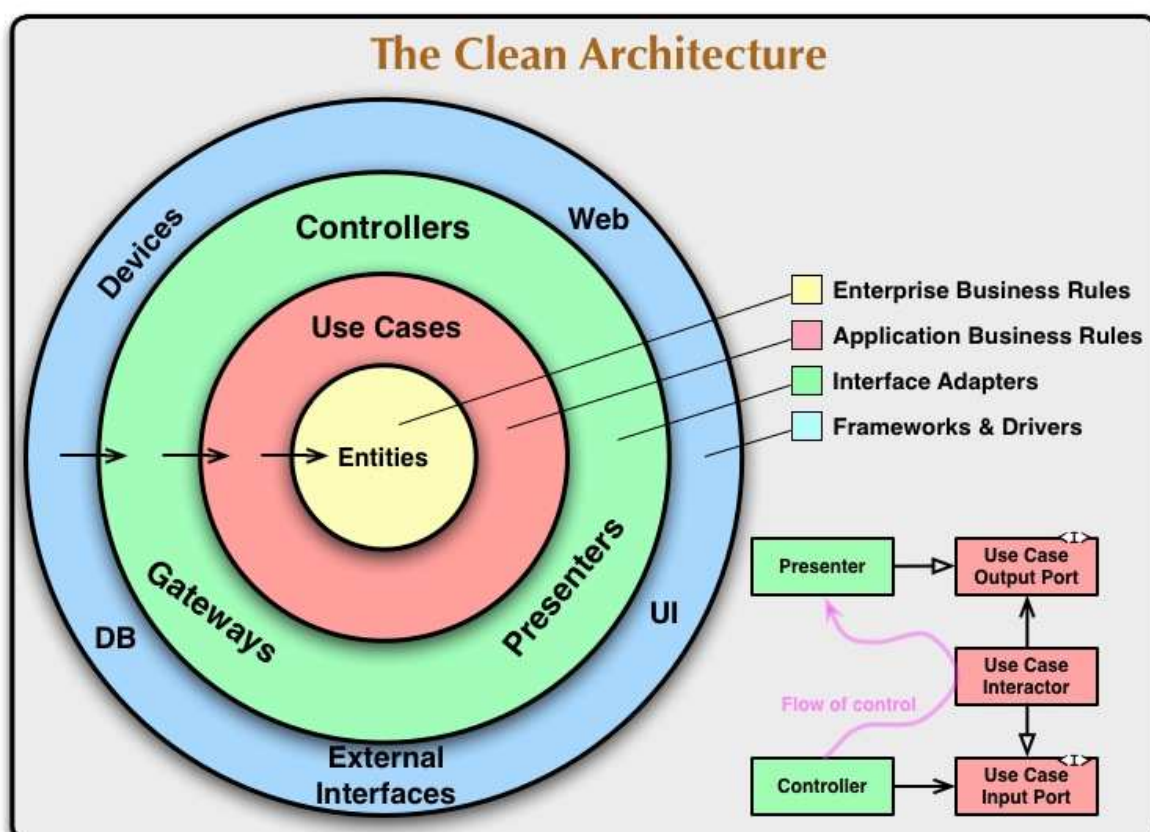 The Clean Architecture
Devices
Web
Controllers
Use Cases
Entities
Gateways
Presenters
DB
UI
External
Interfaces
Enterprise Business Rules
Application Business Rules
Interface Adapters
Frameworks & Drivers
Presenter
<I>
Use Case
Output Port
Use Case
Interactor
Flow of control
Controller
<I>
Use Case
Input Port